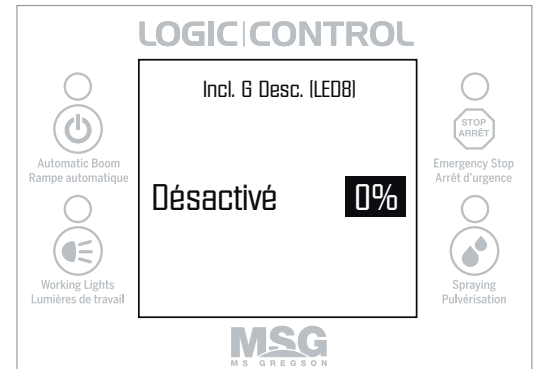 LOGIC|CONTROL
Incl. G Desc. (LED8)
Désactivé 0%
Automatic Boom
Rampe automatique
Working Lights
Lumières de travail
STOP
ARRÊT
Emergency Stop
Arrêt d'urgence
Spraying
Pulvérisation
MSG
MS GREGSON